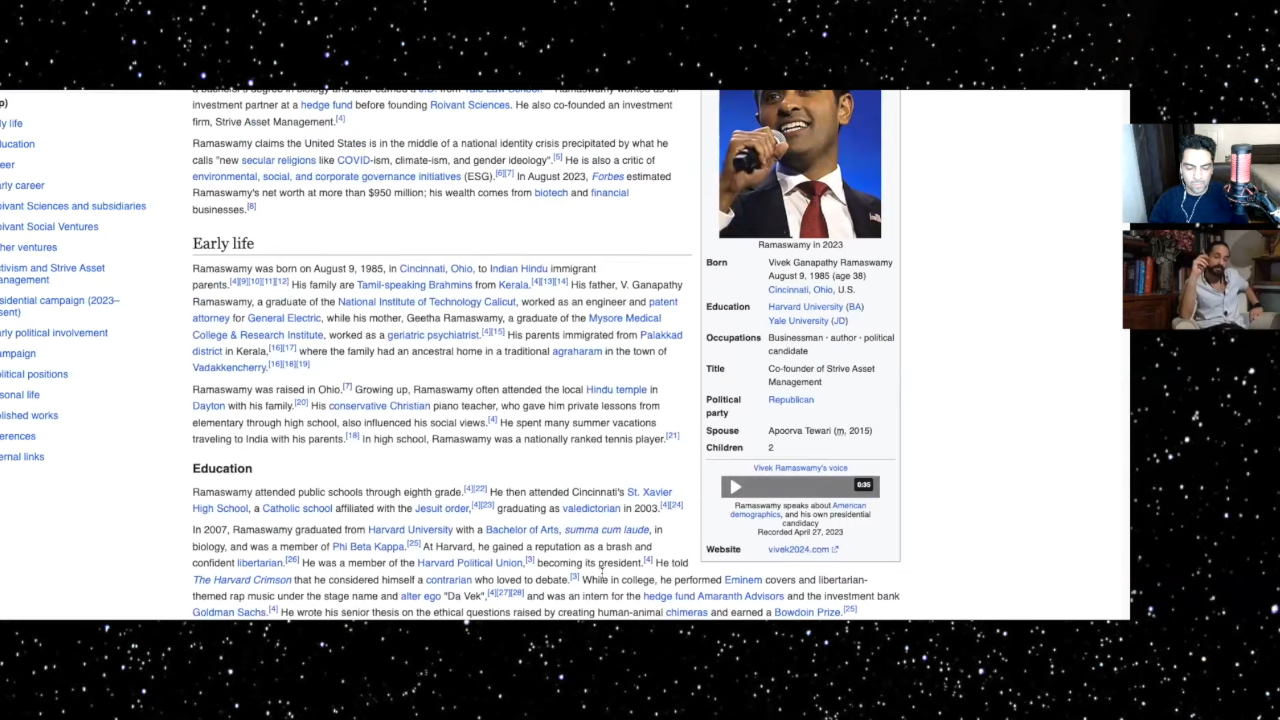 p)
ly life
ducation
reer
arly career
oivant Sciences and subsidiaries
oivant Social Ventures
ther ventures
ctivism and Strive Asset
anagement
esidential campaign (2023–
esent)
arly political involvement
ampaign
olitical positions
rsonal life
blished works
ferences
ternal links
investment partner at a hedge fund before founding Roivant Sciences. He also co-founded an investment
firm, Strive Asset Management.[4]
Ramaswamy claims the United States is in the middle of a national identity crisis precipitated by what he
calls "new secular religions like COVID-ism, climate-ism, and gender ideology".[5] He is also a critic of
environmental, social, and corporate governance initiatives (ESG).[6][7] In August 2023, Forbes estimated
Ramaswamy's net worth at more than $950 million; his wealth comes from biotech and financial
businesses.[8]
Early life
Ramaswamy was born on August 9, 1985, in Cincinnati, Ohio, to Indian Hindu immigrant
parents.[4][9][10][11][12] His family are Tamil-speaking Brahmins from Kerala.[4][13][14] His father, V. Ganapathy
Ramaswamy, a graduate of the National Institute of Technology Calicut, worked as an engineer and patent
attorney for General Electric, while his mother, Geetha Ramaswamy, a graduate of the Mysore Medical
College & Research Institute, worked as a geriatric psychiatrist.[4][15] His parents immigrated from Palakkad
district in Kerala,[16][17] where the family had an ancestral home in a traditional agraharam in the town of
Vadakkencherry.[16][18][19]
Ramaswamy was raised in Ohio.[7] Growing up, Ramaswamy often attended the local Hindu temple in
Dayton with his family.[20] His conservative Christian piano teacher, who gave him private lessons from
elementary through high school, also influenced his social views.[4] He spent many summer vacations
traveling to India with his parents.[18] In high school, Ramaswamy was a nationally ranked tennis player.[21]
Education
Ramaswamy attended public schools through eighth grade.[4][22] He then attended Cincinnati's St. Xavier
High School, a Catholic school affiliated with the Jesuit order,[4][23] graduating as valedictorian in 2003.[4][24]
In 2007, Ramaswamy graduated from Harvard University with a Bachelor of Arts, summa cum laude, in
biology, and was a member of Phi Beta Kappa.[25] At Harvard, he gained a reputation as a brash and
confident libertarian.[26] He was a member of the Harvard Political Union,[3] becoming its president.[4] He told
The Harvard Crimson that he considered himself a contrarian who loved to debate.[3] While in college, he performed Eminem covers and libertarian-
themed rap music under the stage name and alter ego "Da Vek",[4][27][28] and was an intern for the hedge fund Amaranth Advisors and the investment bank
Goldman Sachs.[4] He wrote his senior thesis on the ethical questions raised by creating human-animal chimeras and earned a Bowdoin Prize.[25]
Ramaswamy in 2023
Born Vivek Ganapathy Ramaswamy
August 9, 1985 (age 38)
Cincinnati, Ohio, U.S.
Education Harvard University (BA)
Yale University (JD)
Occupations Businessman · author · political
candidate
Title Co-founder of Strive Asset
Management
Political Republican
party
Spouse Apoorva Tewari (m. 2015)
Children 2
Vivek Ramaswamy's voice
0:35
Ramaswamy speaks about American
demographics, and his own presidential
candidacy
Recorded April 27, 2023
Website vivek2024.com